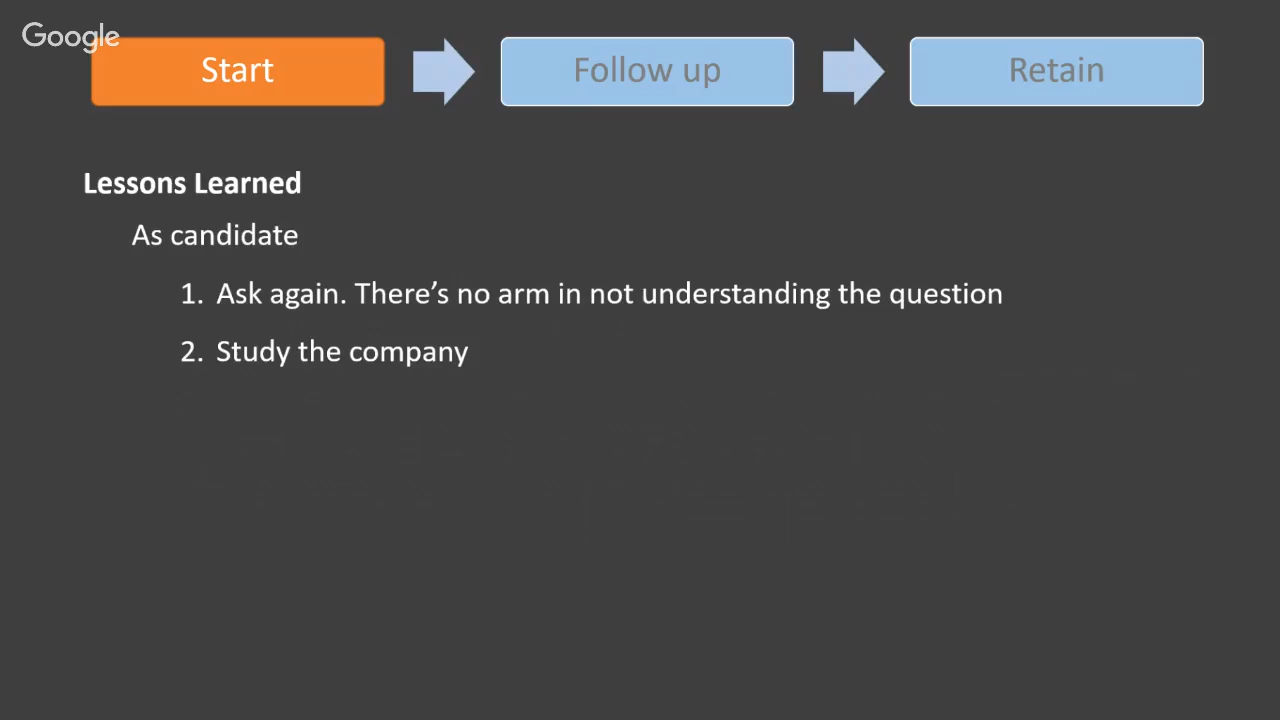 Google
Start
Follow up
Retain
Lessons Learned
As candidate
1. Ask again. There’s no arm in not understanding the question
2. Study the company